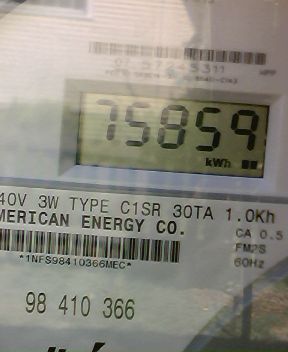 57245311
75859
kWh
40V 3W TYPE C1SR 30TA 1.0Kh
MERICAN ENERGY CO.
CA 0.5
FM2S
60Hz
*1NFS98410366MEC*
98 410 366